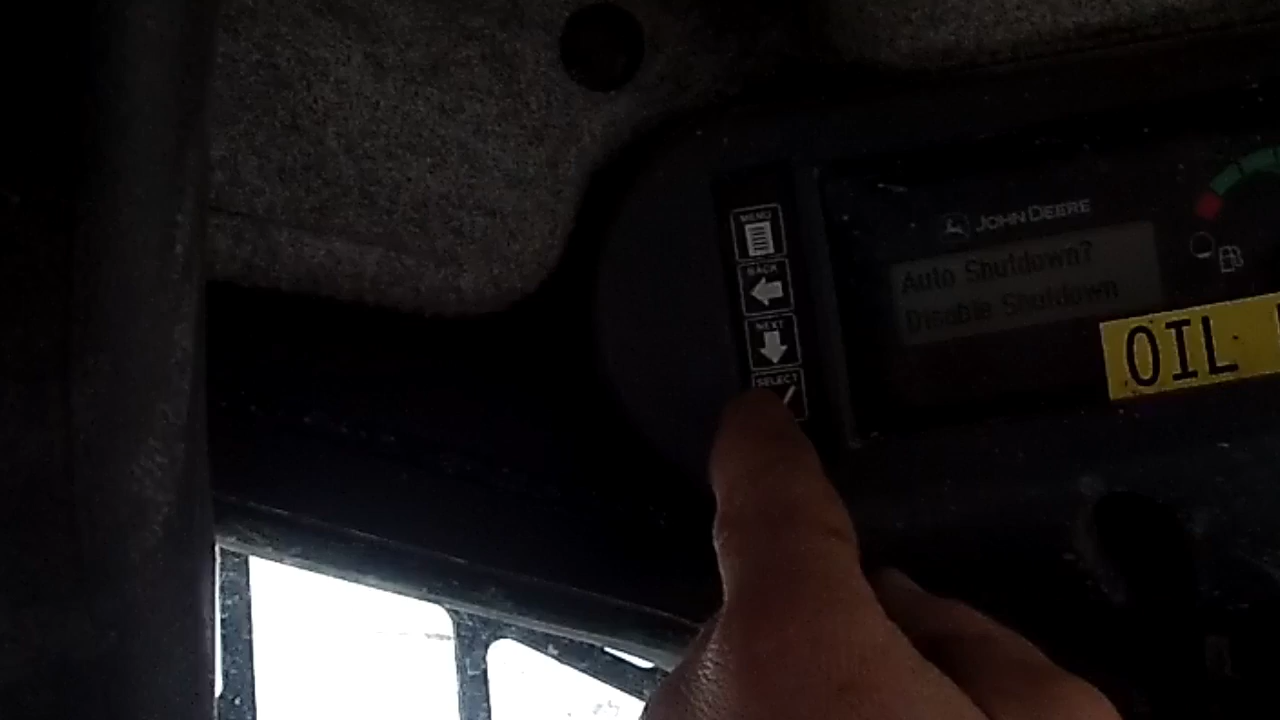 MENU
BACK
NEXT
SELECT
JOHN DEERE
Auto Shutdown?
Disable Shutdown
OIL